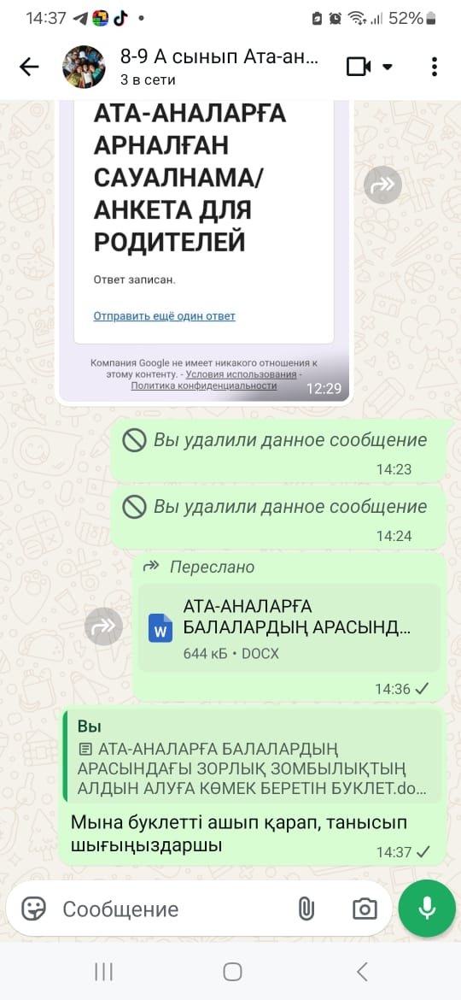 14:37
52%
8-9 А сынып Ата-ан...
3 в сети
АТА-АНАЛАРҒА
АРНАЛҒАН
САУАЛНАМА/
АНКЕТА ДЛЯ
РОДИТЕЛЕЙ
Ответ записан.
Отправить ещё один ответ
Компания Google не имеет никакого отношения к
этому контенту. - Условия использования -
Политика конфиденциальности
12:29
Вы удалили данное сообщение
14:23
Вы удалили данное сообщение
14:24
Переслано
АТА-АНАЛАРҒА
БАЛАЛАРДЫҢ АРАСЫНД...
W
644 кБ • DOCX
14:36
Вы
АТА-АНАЛАРҒА БАЛАЛАРДЫҢ
АРАСЫНДАҒЫ ЗОРЛЫҚ ЗОМБЫЛЫҚТЫҢ
АЛДЫН АЛУҒА КӨМЕК БЕРЕТІН БУКЛЕТ.do...
Мына буклетті ашып қарап, танысып
шығыңыздаршы
14:37
Сообщение